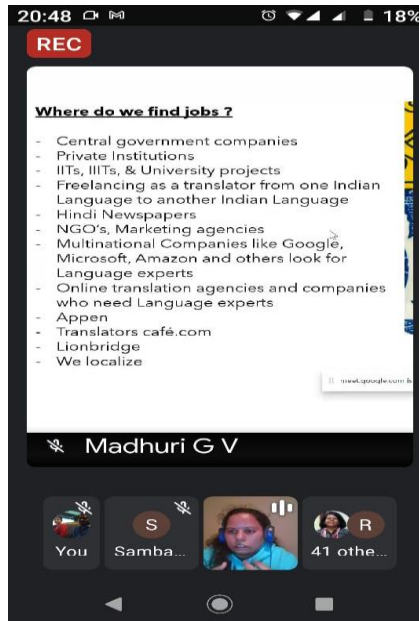 20:48 18%
REC
Where do we find jobs ?
- Central government companies
- Private Institutions
- IITs, IIITs, & University projects
- Freelancing as a translator from one Indian
Language to another Indian Language
- Hindi Newspapers
- NGO's, Marketing agencies
- Multinational Companies like Google,
Microsoft, Amazon and others look for
Language experts
- Online translation agencies and companies
who need Language experts
- Appen
- Translators café.com
- Lionbridge
- We localize
meet.google.com is
Madhuri G V
S
R
You
Samba...
41 othe...